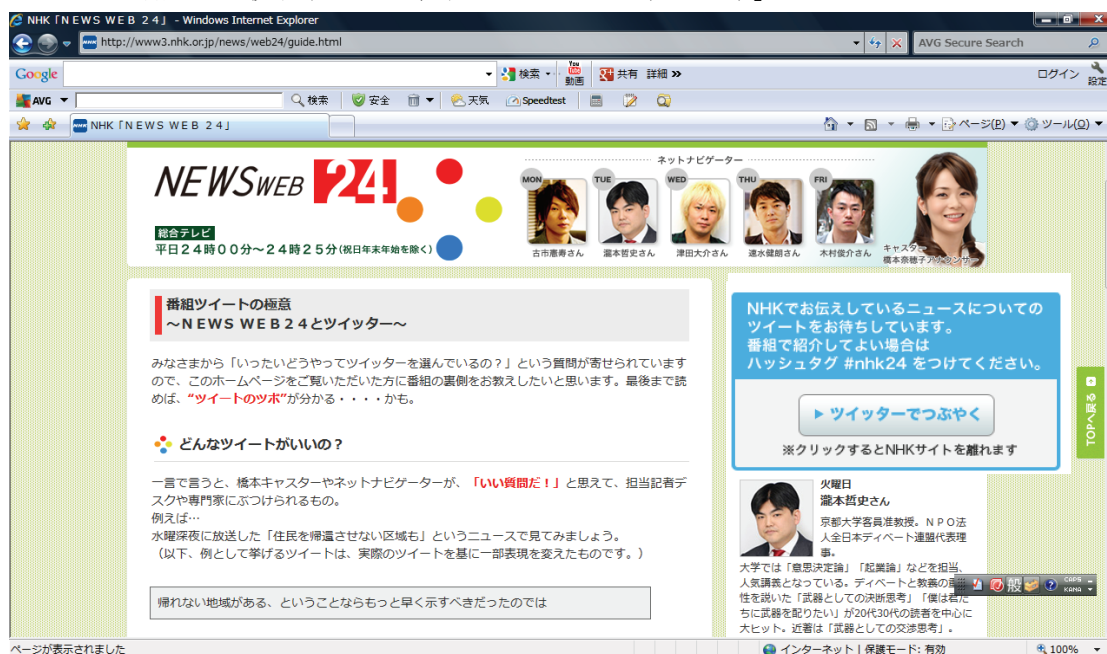 NHK「NEWS WEB 24」 - Windows Internet Explorer
http://www3.nhk.or.jp/news/web24/guide.html
AVG Secure Search
Google
検索
You Tube
動画
共有 詳細 »
ログイン
設定
AVG
検索
安全
天気
Speedtest
NHK「NEWS WEB 24」
ページ(P)
ツール(O)
NEWS WEB 24
総合テレビ
平日24時00分~24時25分(祝日年末年始を除く)
ネットナビゲーター
MON
TUE
WED
THU
FRI
古市憲寿さん
瀧本哲史さん
津田大介さん
速水健朗さん
木村俊介さん
キャスター
橋本奈穂子アナウンサー
番組ツイートの極意
~NEWS WEB24とツイッター~
みなさまから「いったいどうやってツイッターを選んでいるの?」という質問が寄せられています
ので、このホームページをご覧いただいた方に番組の裏側をお教えしたいと思います。最後まで読
めば、“ツイートのツボ”が分かる・・・・かも。
どんなツイートがいいの?
一言で言うと、橋本キャスターやネットナビゲーターが、「いい質問だ!」と思えて、担当記者デ
スクや専門家にぶつけられるもの。
例えば…
水曜深夜に放送した「住民を帰還させない区域も」というニュースで見てみましょう。
(以下、例として挙げるツイートは、実際のツイートを基に一部表現を変えたものです。)
帰れない地域がある、ということならもっと早く示すべきだったのでは
NHKでお伝えしているニュースについての
ツイートをお待ちしています。
番組で紹介してよい場合は
ハッシュタグ #nhk24 をつけてください。
ツイッターでつぶやく
※クリックするとNHKサイトを離れます
TOPへ戻る
火曜日
瀧本哲史さん
京都大学客員准教授。NPO法
人全日本ディベート連盟代表理
事。
大学では「意思決定論」「起業論」などを担当、
人気講義となっている。ディベートと教養の
性を説いた「武器としての決断思考」「僕は君た
ちに武器を配りたい」が20代30代の読者を中心に
大ヒット。近著は「武器としての交渉思考」。
般
CAPS
KANA
ページが表示されました
インターネット | 保護モード: 有効
100%